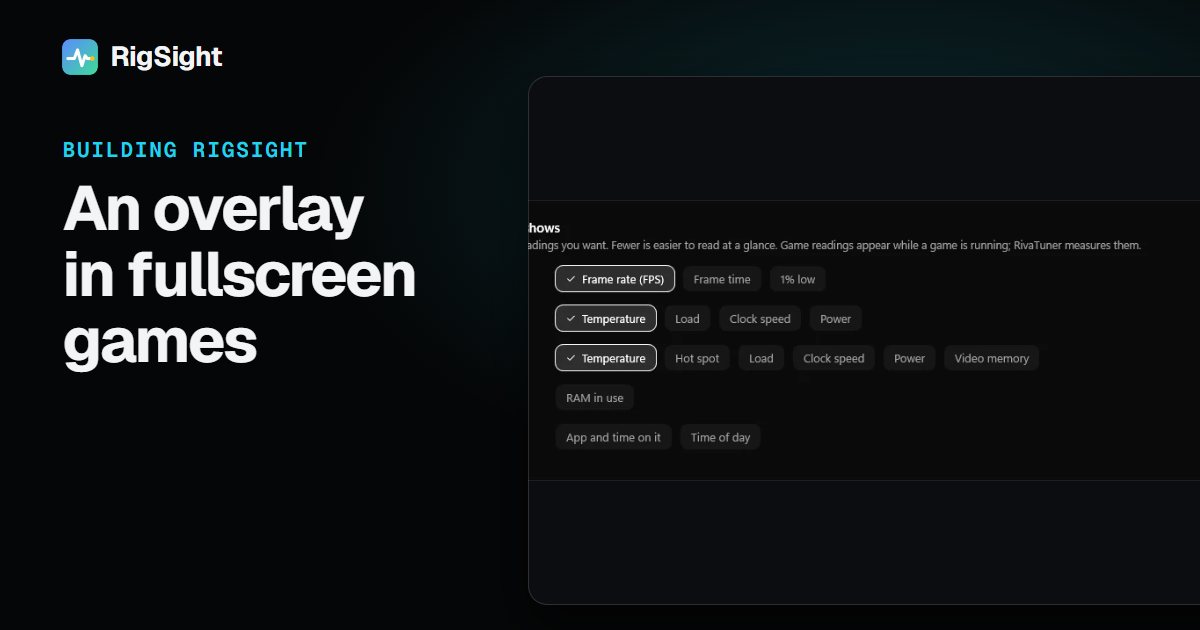 RigSight
BUILDING RIGSIGHT
An overlay
in fullscreen
games
hows
adings you want. Fewer is easier to read at a glance. Game readings appear while a game is running; RivaTuner measures them.
✓ Frame rate (FPS) Frame time 1% low
✓ Temperature Load Clock speed Power
✓ Temperature Hot spot Load Clock speed Power Video memory
RAM in use
App and time on it Time of day